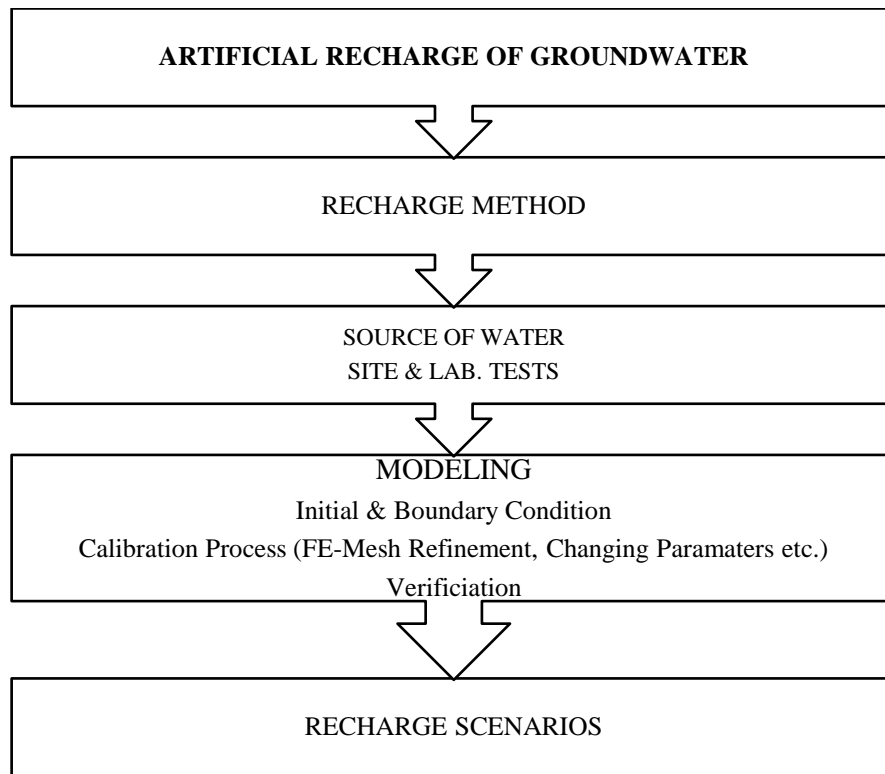 ARTIFICIAL RECHARGE OF GROUNDWATER
RECHARGE METHOD
SOURCE OF WATER
SITE & LAB. TESTS
MODELING
Initial & Boundary Condition
Calibration Process (FE-Mesh Refinement, Changing Paramaters etc.)
Verificiation
RECHARGE SCENARIOS